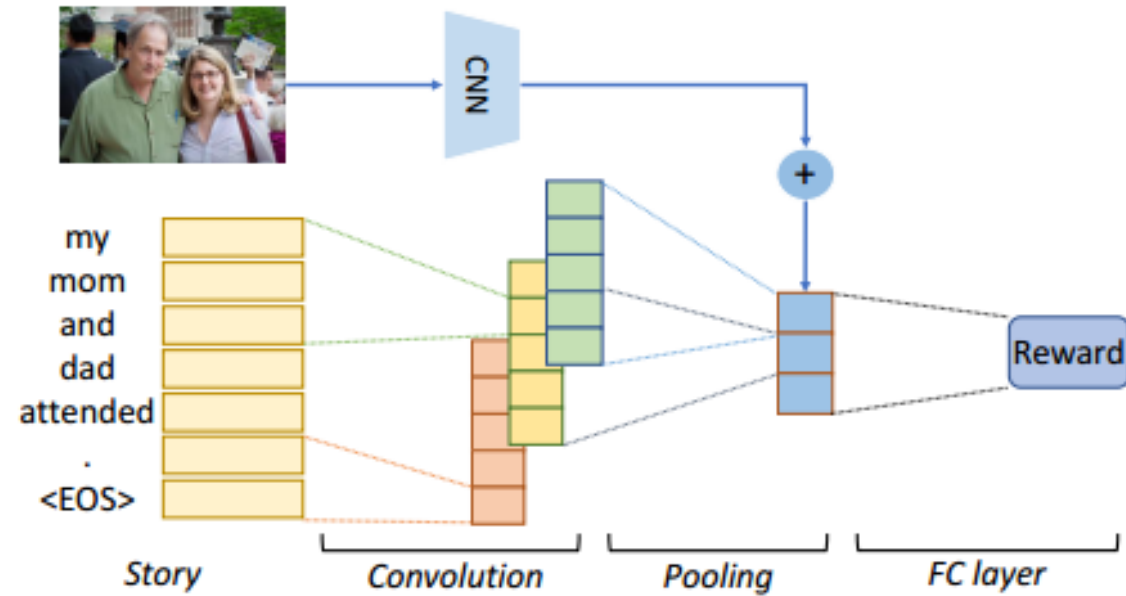 CNN
+
my
mom
and
dad
attended
.
<EOS>
Reward
Story
Convolution
Pooling
FC layer